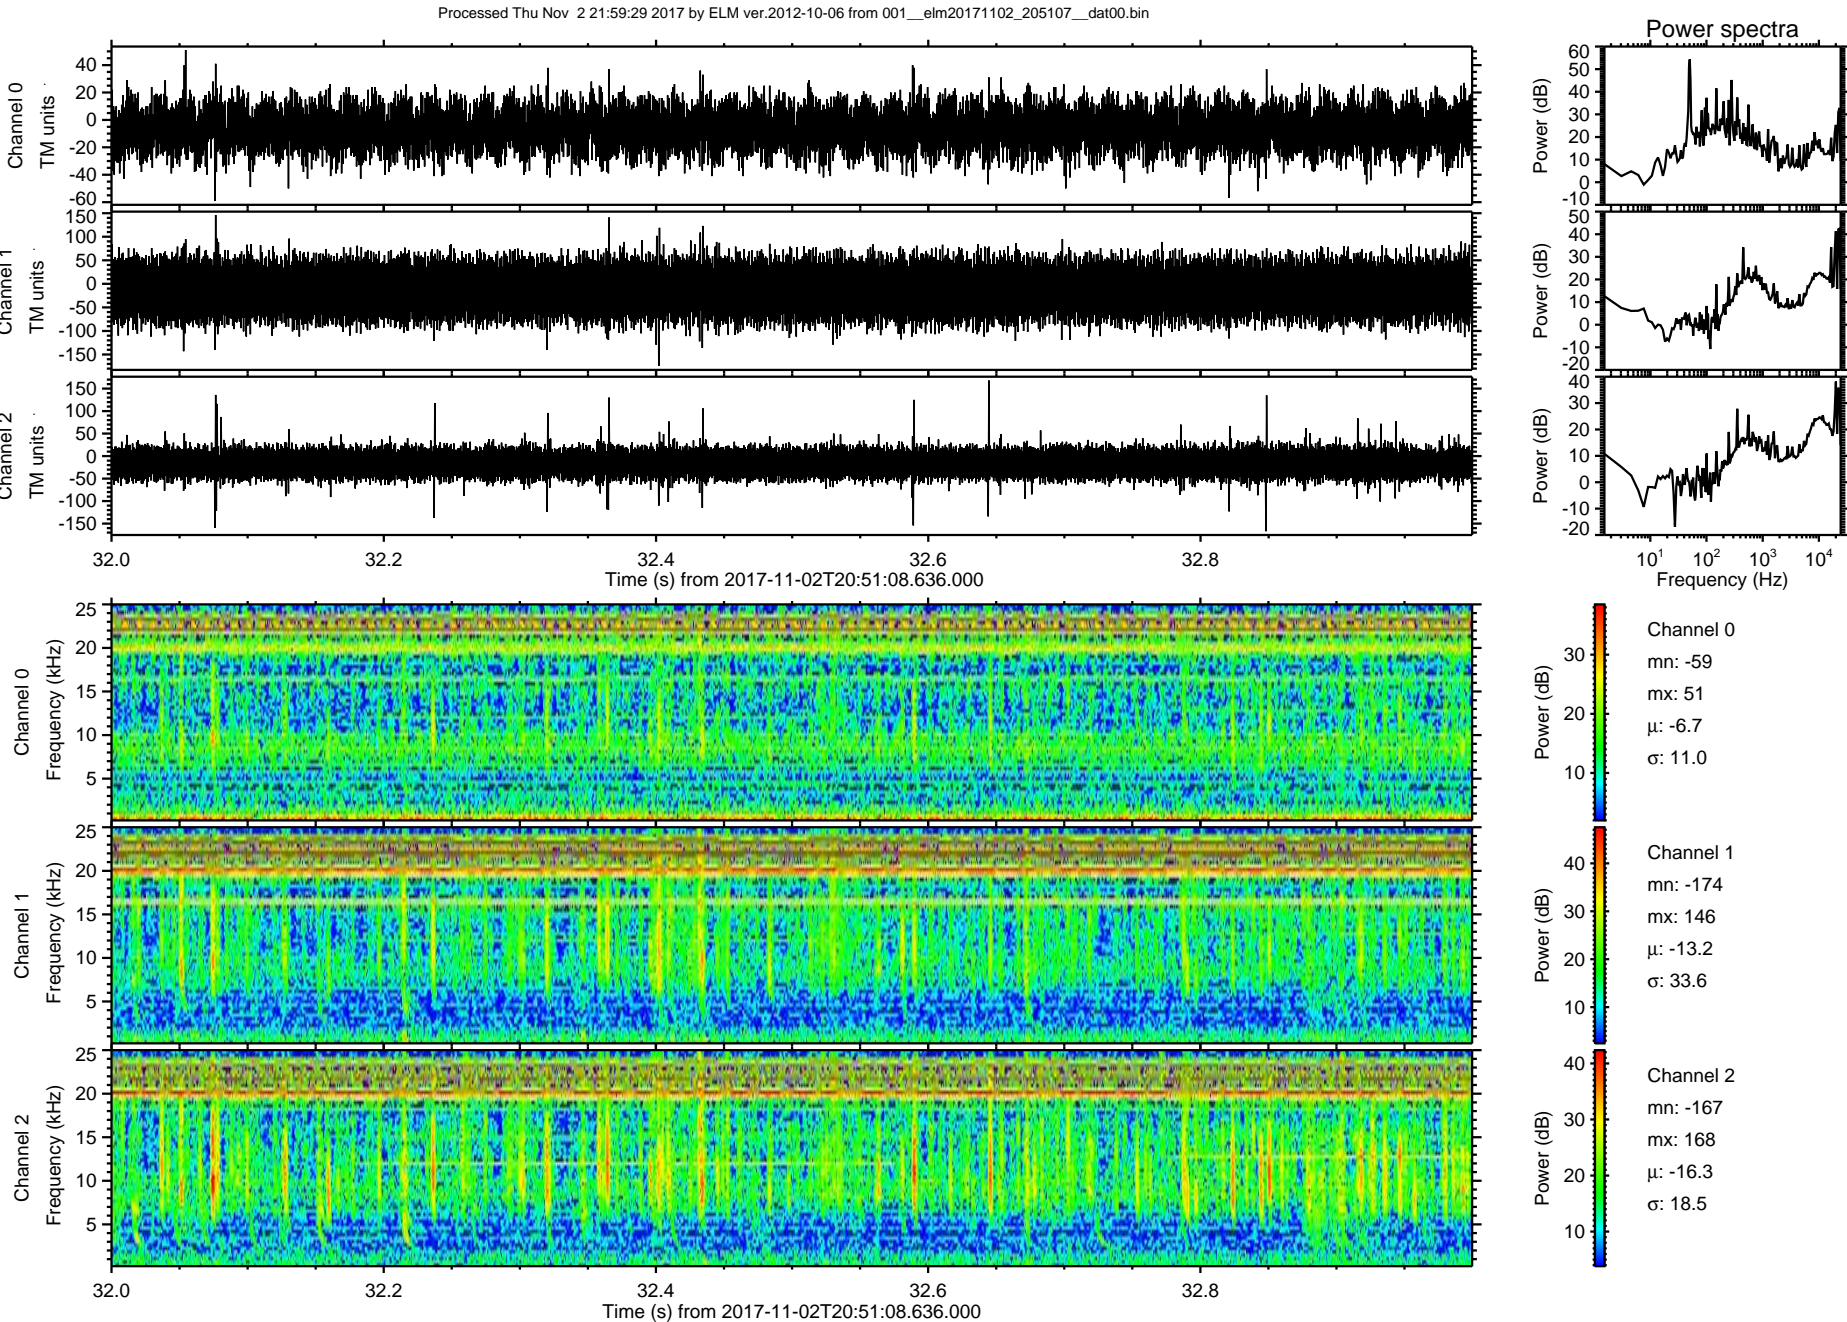 Processed Thu Nov  2 21:59:29 2017 by ELM ver.2012-10-06 from 001__elm20171102_205107__dat00.bin
Power spectra
Channel 0
TM units
40
20
0
-20
-40
-60
Power (dB)
60
50
40
30
20
10
0
-10
Channel 1
TM units
150
100
50
0
-50
-100
-150
Power (dB)
50
40
30
20
10
0
-10
-20
Channel 2
TM units
150
100
50
0
-50
-100
-150
Power (dB)
40
30
20
10
0
-10
-20
32.0 32.2 32.4 32.6 32.8
Time (s) from 2017-11-02T20:51:08.636.000
10^1 10^2 10^3 10^4
Frequency (Hz)
Channel 0
Frequency (kHz)
25
20
15
10
5
Power (dB)
30
20
10
Channel 0
mn: -59
mx: 51
μ: -6.7
σ: 11.0
Channel 1
Frequency (kHz)
25
20
15
10
5
Power (dB)
40
30
20
10
Channel 1
mn: -174
mx: 146
μ: -13.2
σ: 33.6
Channel 2
Frequency (kHz)
25
20
15
10
5
Power (dB)
40
30
20
10
Channel 2
mn: -167
mx: 168
μ: -16.3
σ: 18.5
32.0 32.2 32.4 32.6 32.8
Time (s) from 2017-11-02T20:51:08.636.000